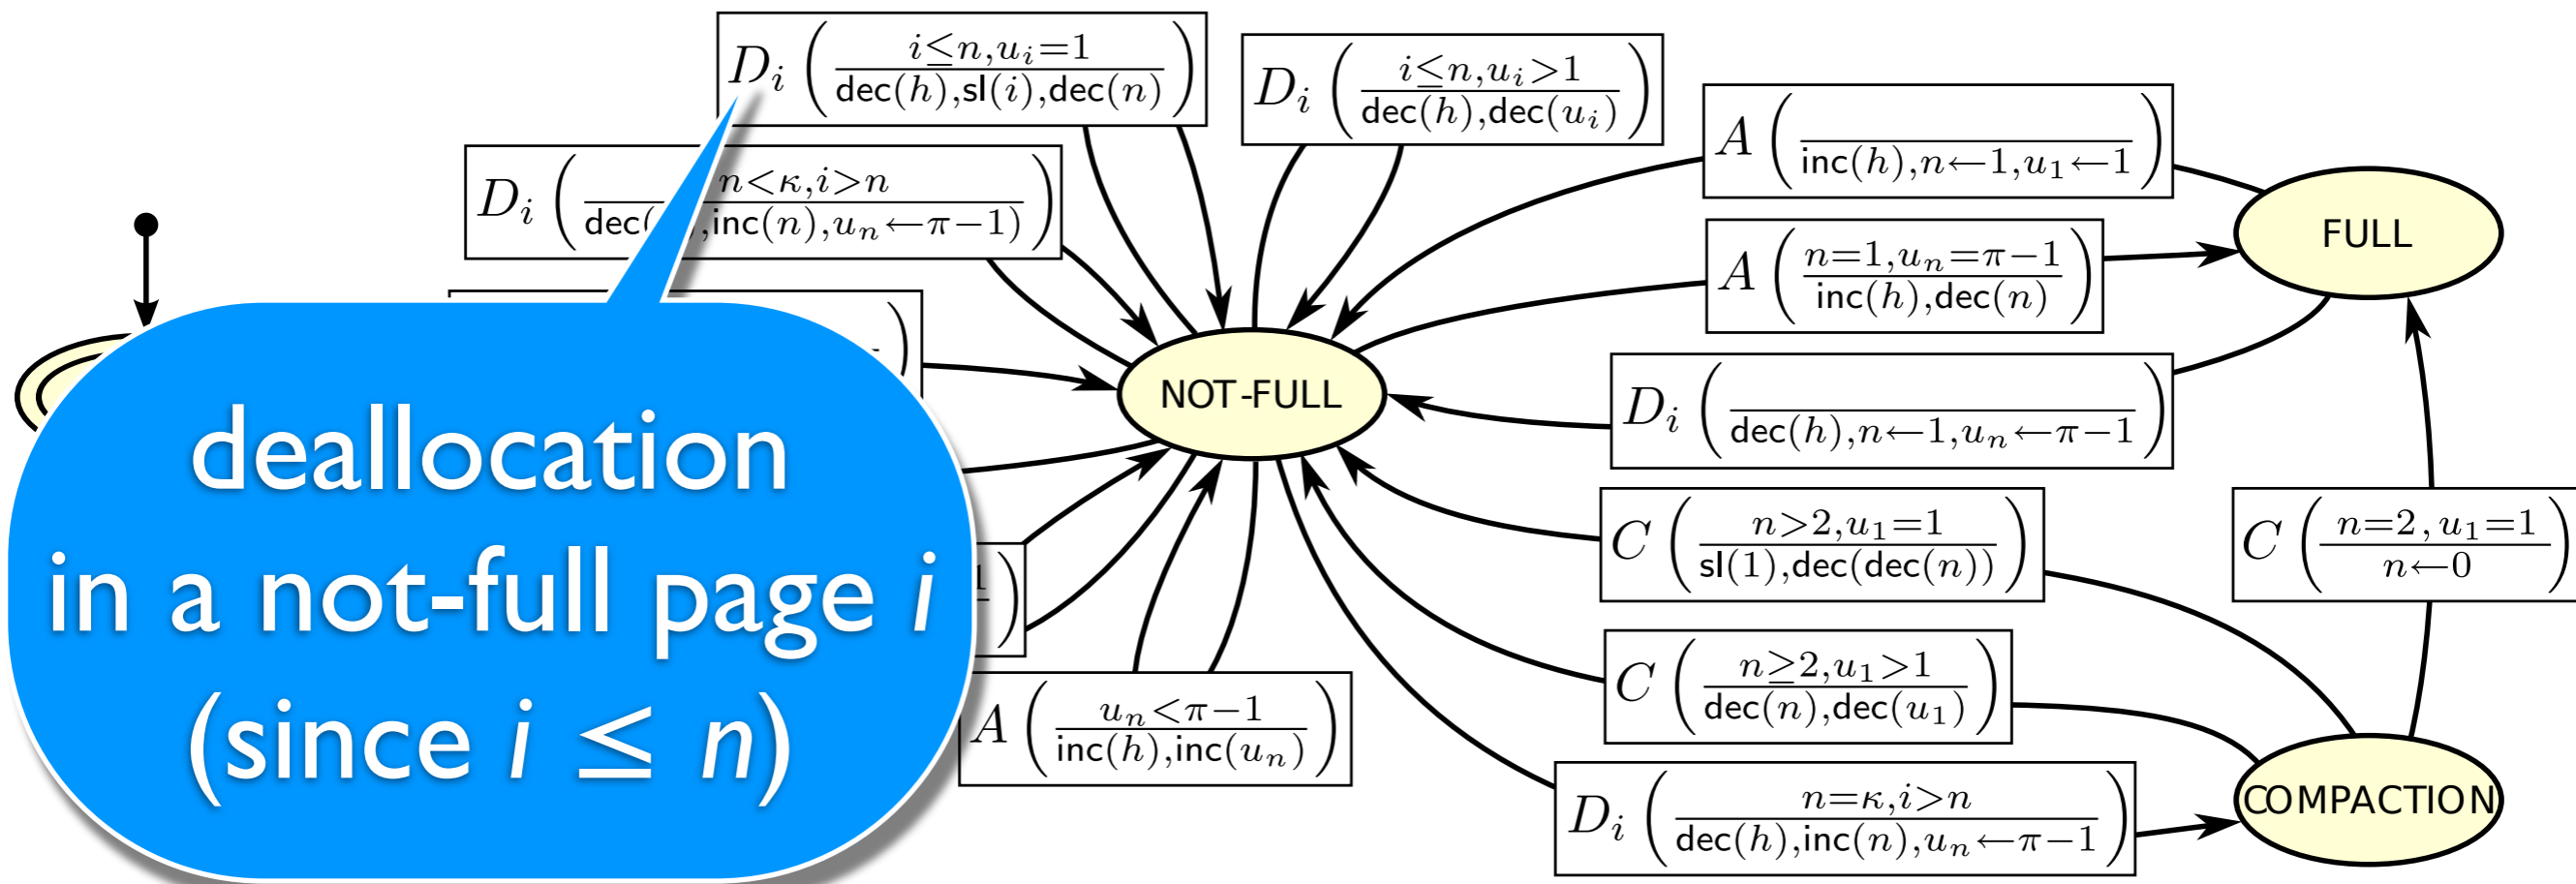 D_i ( i≤n,u_i=1 / dec(h),sl(i),dec(n) )
D_i ( i≤n,u_i>1 / dec(h),dec(u_i) )
A ( / inc(h),n←1,u_1←1 )
D_i ( n<κ,i>n / dec( ),inc(n),u_n←π−1) )
FULL
A ( n=1,u_n=π−1 / inc(h),dec(n) )
NOT-FULL
D_i ( / dec(h),n←1,u_n←π−1 )
deallocation
in a not-full page i
(since i ≤ n)
C ( n>2,u_1=1 / sl(1),dec(dec(n)) )
C ( n=2,u_1=1 / n←0 )
C ( n≥2,u_1>1 / dec(n),dec(u_1) )
A ( u_n<π−1 / inc(h),inc(u_n) )
COMPACTION
D_i ( n=κ,i>n / dec(h),inc(n),u_n←π−1 )